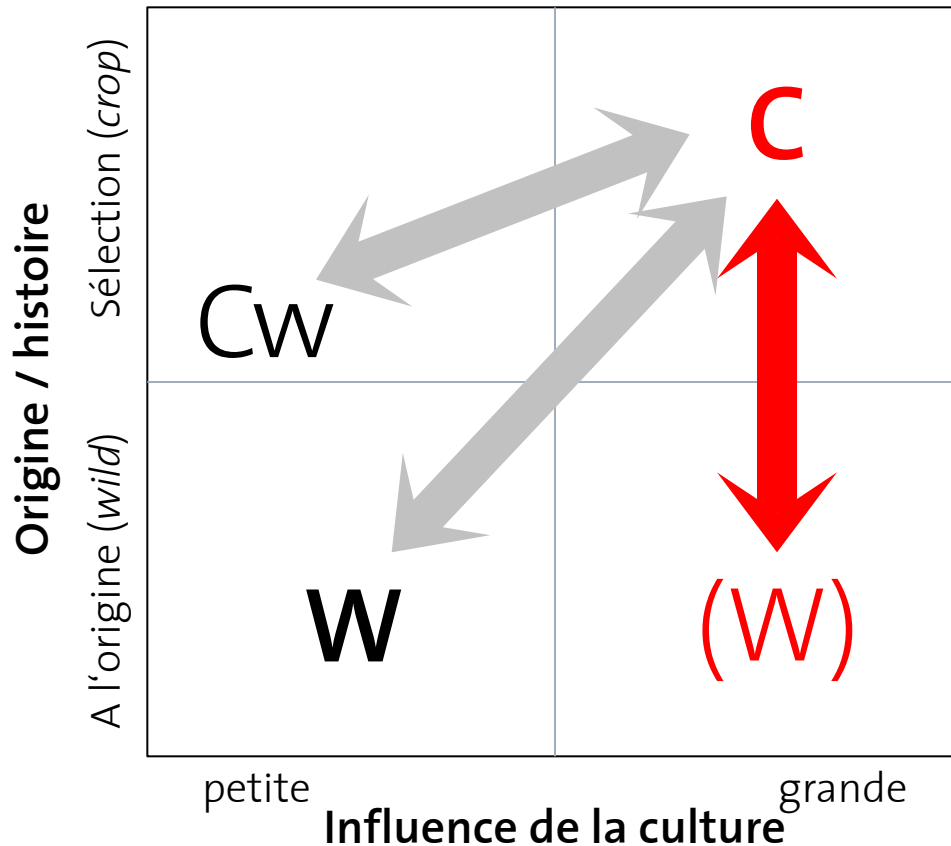 Origine / histoire
Sélection (crop)
A l‘origine (wild)
C
Cw
W
(W)
petite
grande
Influence de la culture